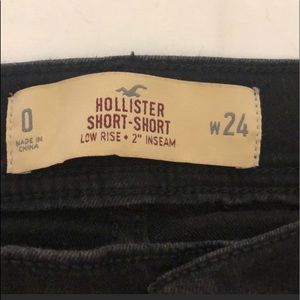 0
MADE IN
CHINA
HOLLISTER
SHORT-SHORT
LOW RISE • 2" INSEAM
W24